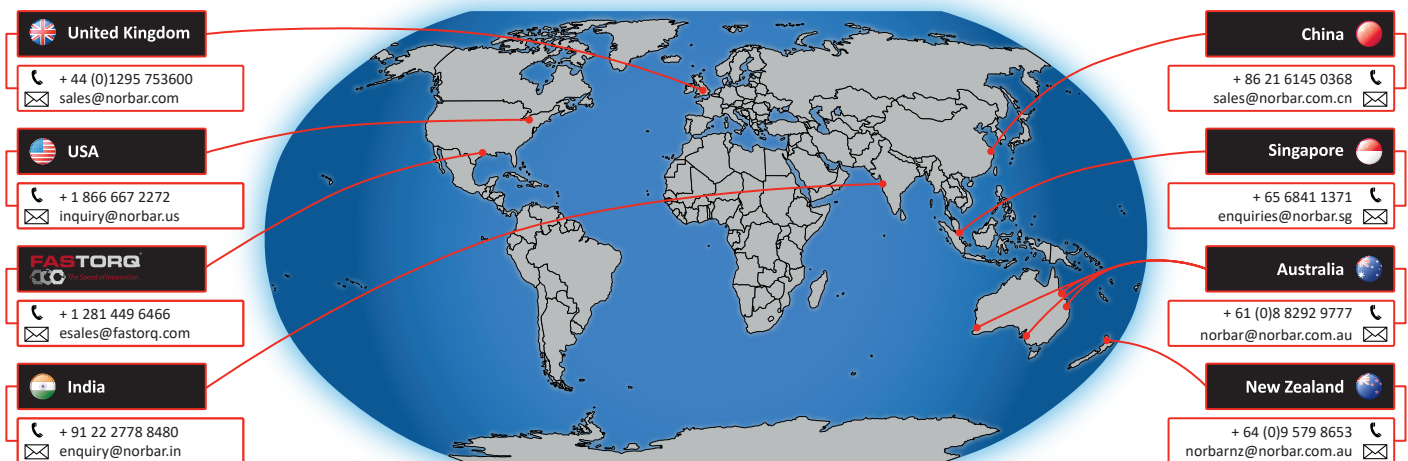 United Kingdom
+ 44 (0)1295 753600
sales@norbar.com
USA
+ 1 866 667 2272
inquiry@norbar.us
FASTORQ
The Speed of Innovation
+ 1 281 449 6466
esales@fastorq.com
India
+ 91 22 2778 8480
enquiry@norbar.in
China
+ 86 21 6145 0368
sales@norbar.com.cn
Singapore
+ 65 6841 1371
enquiries@norbar.sg
Australia
+ 61 (0)8 8292 9777
norbar@norbar.com.au
New Zealand
+ 64 (0)9 579 8653
norbarnz@norbar.com.au